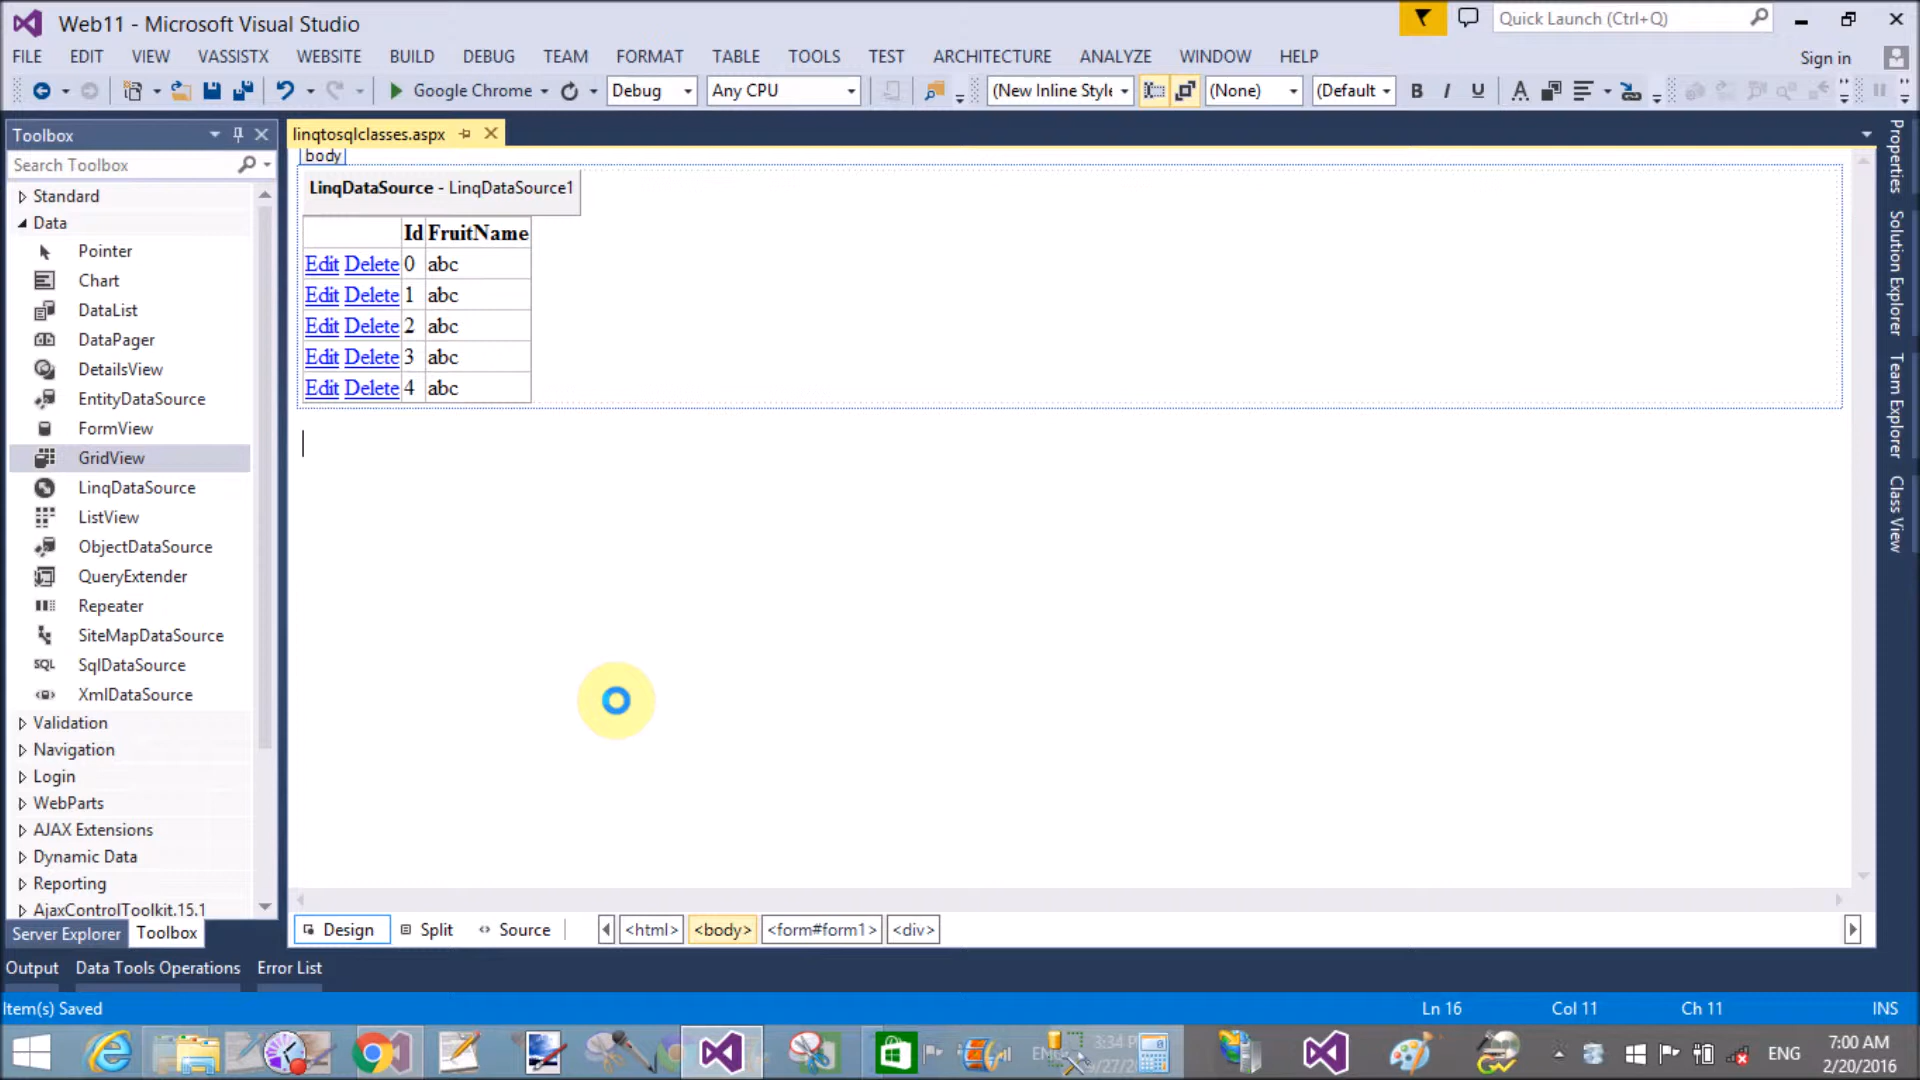 Web11 - Microsoft Visual Studio
Quick Launch (Ctrl+Q)
FILE EDIT VIEW VASSISTX WEBSITE BUILD DEBUG TEAM FORMAT TABLE TOOLS TEST ARCHITECTURE ANALYZE WINDOW HELP
Sign in
Google Chrome Debug Any CPU (New Inline Style (None) (Default B I U A
Toolbox
Search Toolbox
Standard
Data
Pointer
Chart
DataList
DataPager
DetailsView
EntityDataSource
FormView
GridView
LinqDataSource
ListView
ObjectDataSource
QueryExtender
Repeater
SiteMapDataSource
SQL SqlDataSource
XmlDataSource
Validation
Navigation
Login
WebParts
AJAX Extensions
Dynamic Data
Reporting
AjaxControlToolkit.15.1
Server Explorer Toolbox
linqtosqlclasses.aspx
body
LinqDataSource - LinqDataSource1
Id FruitName
Edit Delete 0 abc
Edit Delete 1 abc
Edit Delete 2 abc
Edit Delete 3 abc
Edit Delete 4 abc
Properties
Solution Explorer
Team Explorer
Class View
Design Split Source <html> <body> <form#form1> <div>
Output Data Tools Operations Error List
Item(s) Saved
Ln 16 Col 11 Ch 11 INS
ENG
7:00 AM
2/20/2016